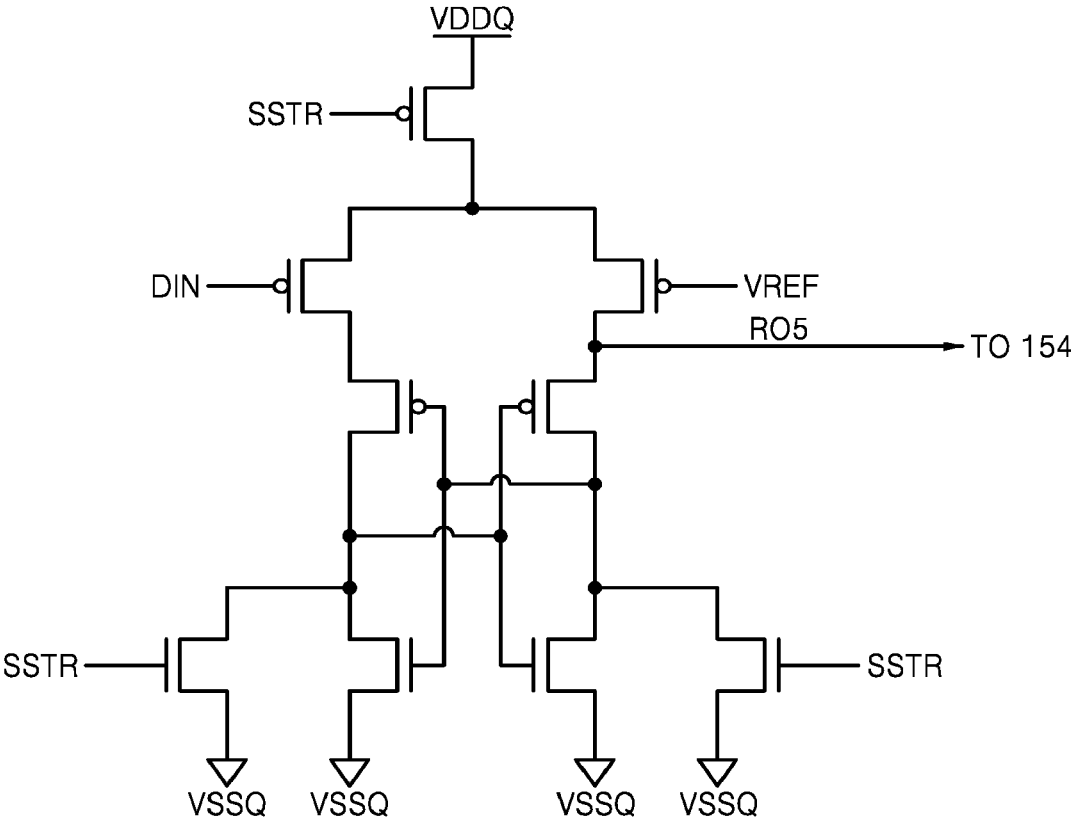 VDDQ
SSTR
DIN
VREF
RO5
TO 154
SSTR
SSTR
VSSQ
VSSQ
VSSQ
VSSQ